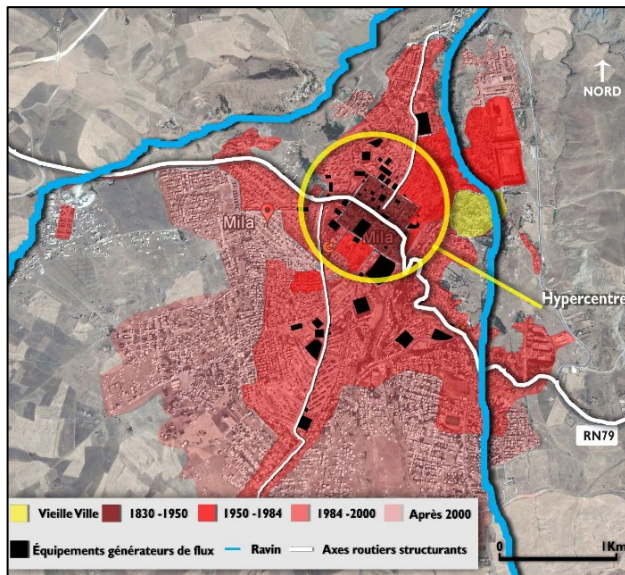 NORD
Mila
Mila
Hypercentre
RN79
Vieille Ville 1830 -1950 1950 -1984 1984 -2000 Après 2000
Équipements générateurs de flux Ravin Axes routiers structurants
0 1Km